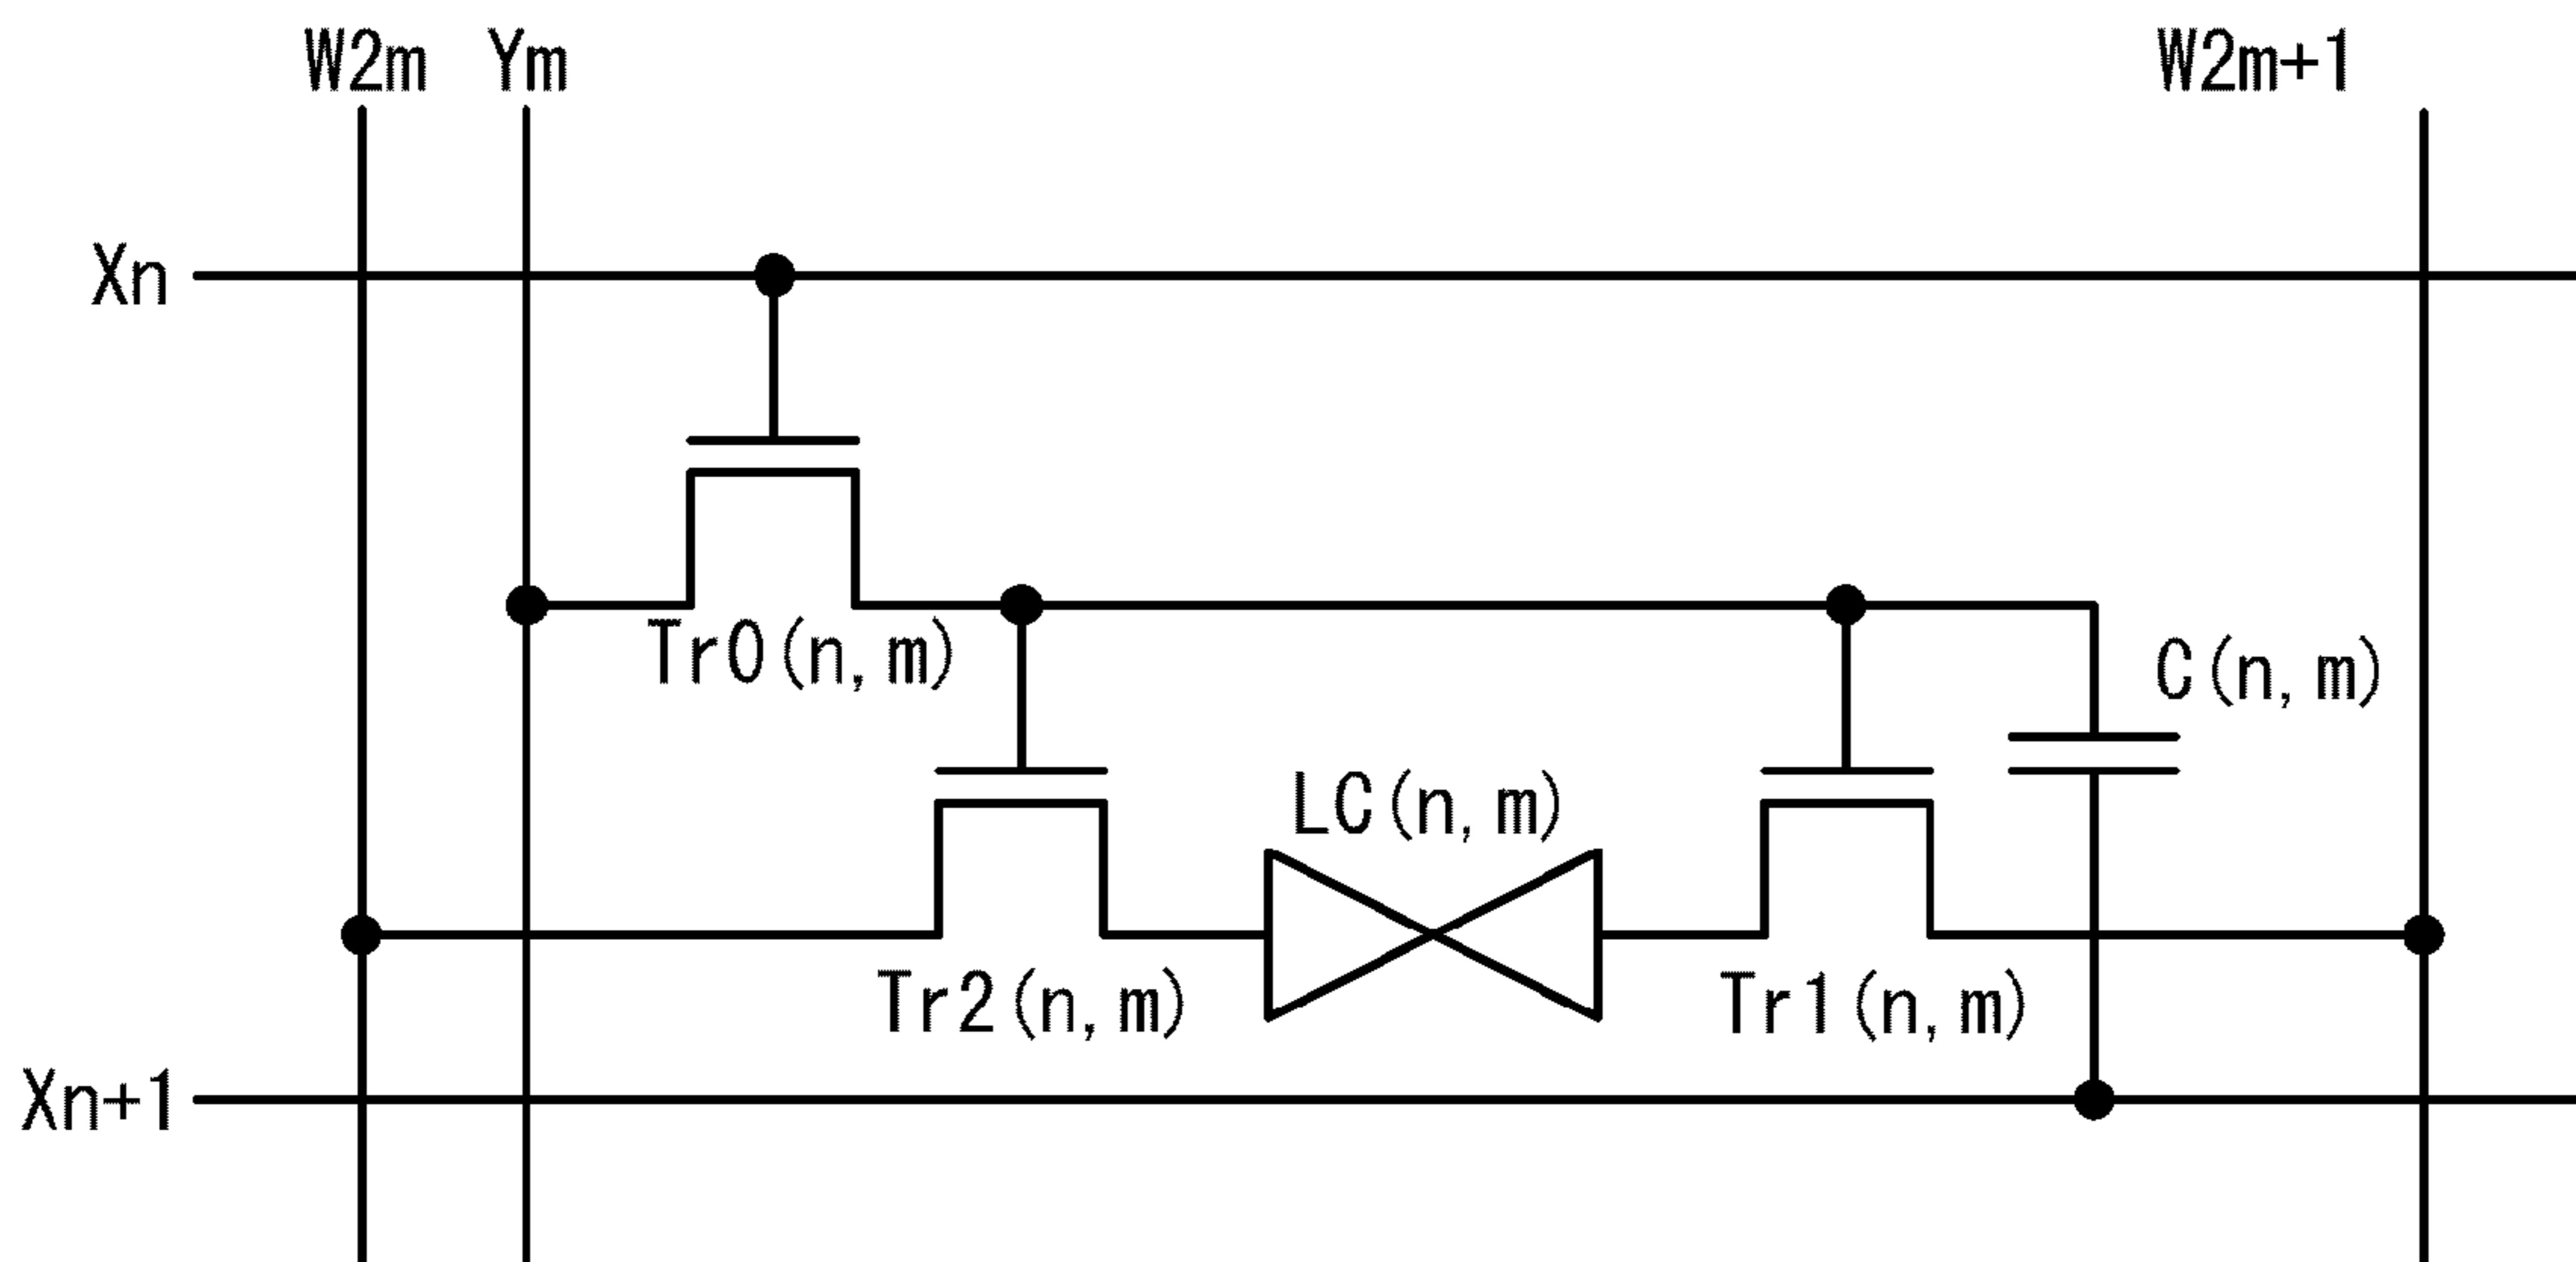 W2m Ym W2m+1
Xn
Tr0(n,m)
C(n,m)
LC(n,m)
Tr2(n,m) Tr1(n,m)
Xn+1